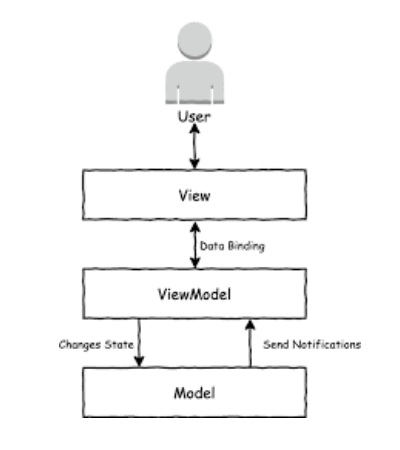 User
View
Data Binding
ViewModel
Changes State
Send Notifications
Model